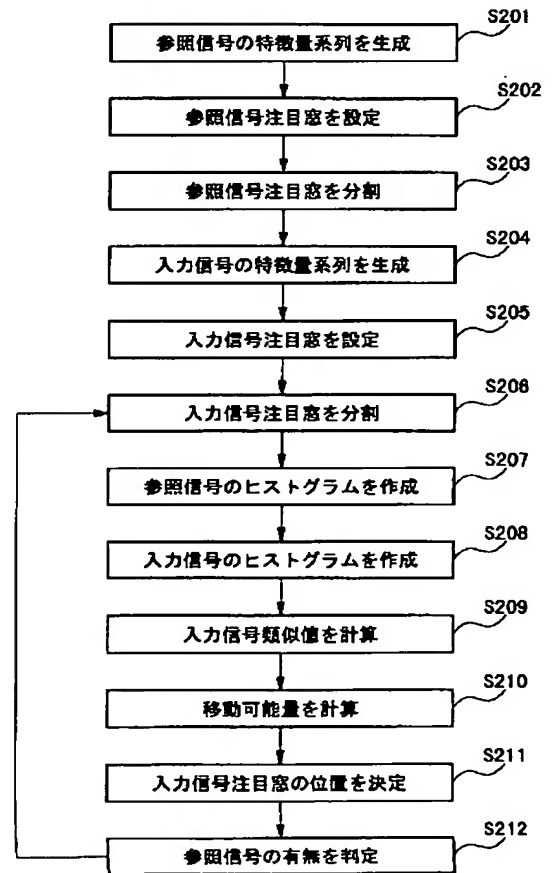 S201
参照信号の特徴量系列を生成
S202
参照信号注目窓を設定
S203
参照信号注目窓を分割
S204
入力信号の特徴量系列を生成
S205
入力信号注目窓を設定
S206
入力信号注目窓を分割
S207
参照信号のヒストグラムを作成
S208
入力信号のヒストグラムを作成
S209
入力信号類似値を計算
S210
移動可能量を計算
S211
入力信号注目窓の位置を決定
S212
参照信号の有無を判定